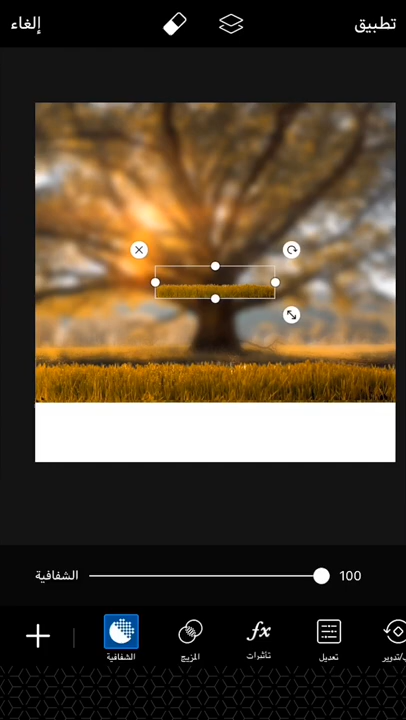 تطبيق
إلغاء
الشفافية
100
الشفافية
المزيج
تأثيرات
تعديل